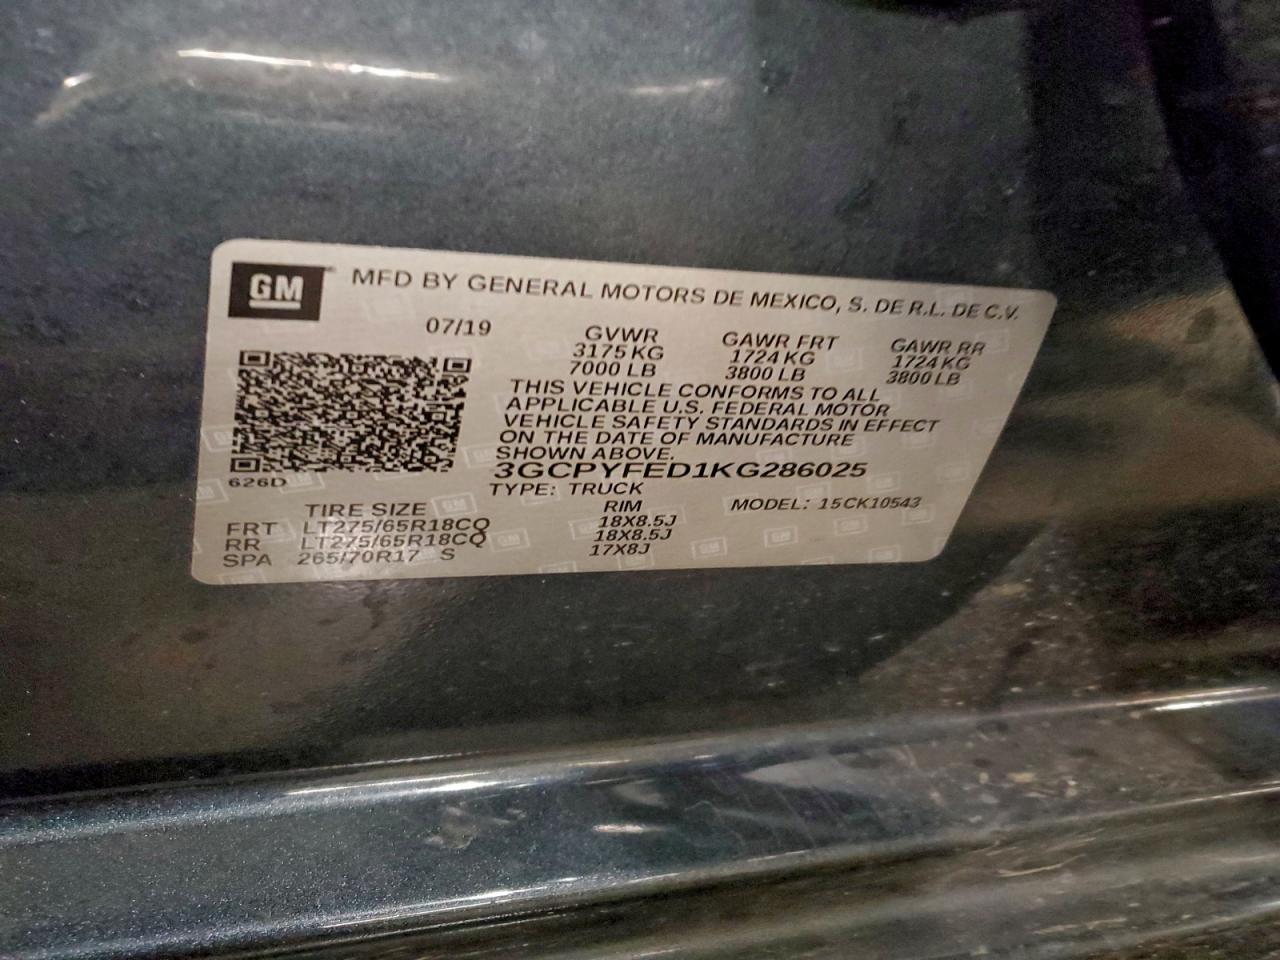 GM MFD BY GENERAL MOTORS DE MEXICO, S. DE R.L. DE C.V.
07/19 GVWR GAWR FRT GAWR RR
3175 KG 1724 KG 1724 KG
7000 LB 3800 LB 3800 LB
THIS VEHICLE CONFORMS TO ALL
APPLICABLE U.S. FEDERAL MOTOR
VEHICLE SAFETY STANDARDS IN EFFECT
ON THE DATE OF MANUFACTURE
SHOWN ABOVE.
3GCPYFED1KG286025
626D
TYPE: TRUCK MODEL: 15CK10543
TIRE SIZE RIM
FRT LT275/65R18CQ 18X8.5J
RR LT275/65R18CQ 18X8.5J
SPA 265/70R17 S 17X8J